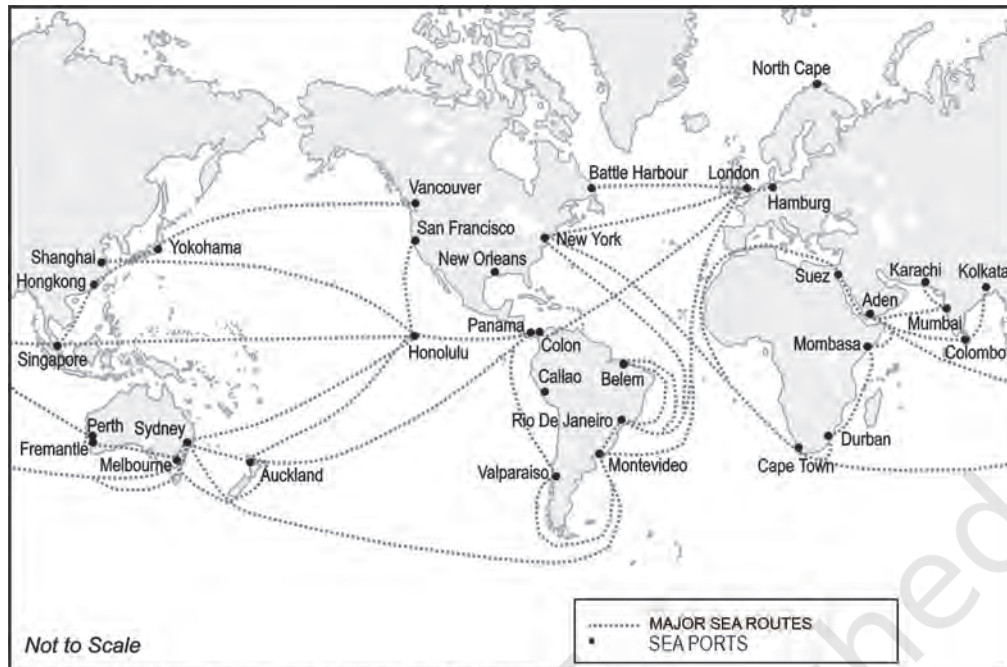 North Cape
Battle Harbour
London
Hamburg
Vancouver
San Francisco
New York
Yokohama
Shanghai
New Orleans
Hongkong
Suez
Karachi
Kolkata
Aden
Mumbai
Panama
Colon
Honolulu
Singapore
Mombasa
Colombo
Callao
Belem
Rio De Janeiro
Perth
Sydney
Fremantle
Melbourne
Auckland
Durban
Cape Town
Valparaiso
Montevideo
Not to Scale
MAJOR SEA ROUTES
SEA PORTS
shed